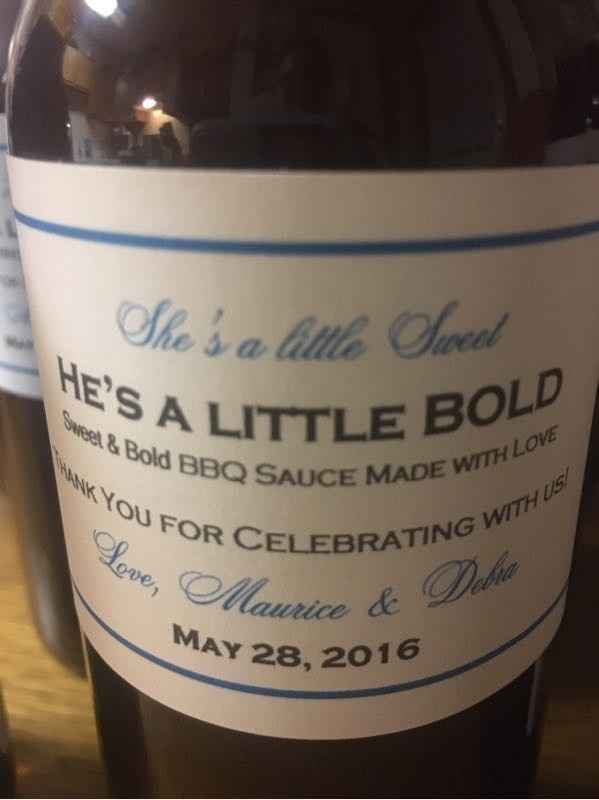 She's a little Sweet
HE'S A LITTLE BOLD
Sweet & Bold BBQ SAUCE MADE WITH LOVE
THANK YOU FOR CELEBRATING WITH US!
Love, Maurice & Debra
MAY 28, 2016